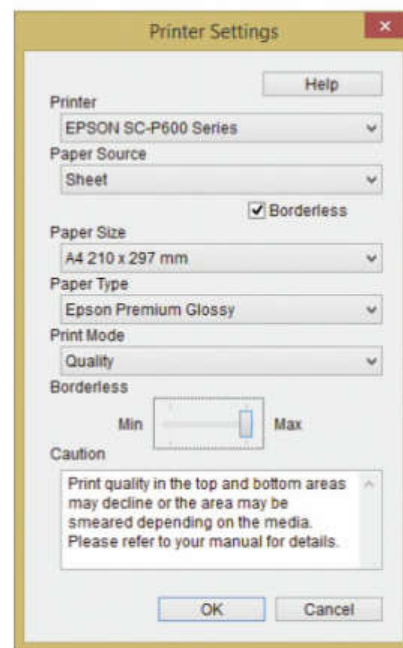 Printer Settings
Help
Printer
EPSON SC-P600 Series
Paper Source
Sheet
Borderless
Paper Size
A4 210 x 297 mm
Paper Type
Epson Premium Glossy
Print Mode
Quality
Borderless
Min Max
Caution
Print quality in the top and bottom areas
may decline or the area may be
smeared depending on the media.
Please refer to your manual for details.
OK Cancel